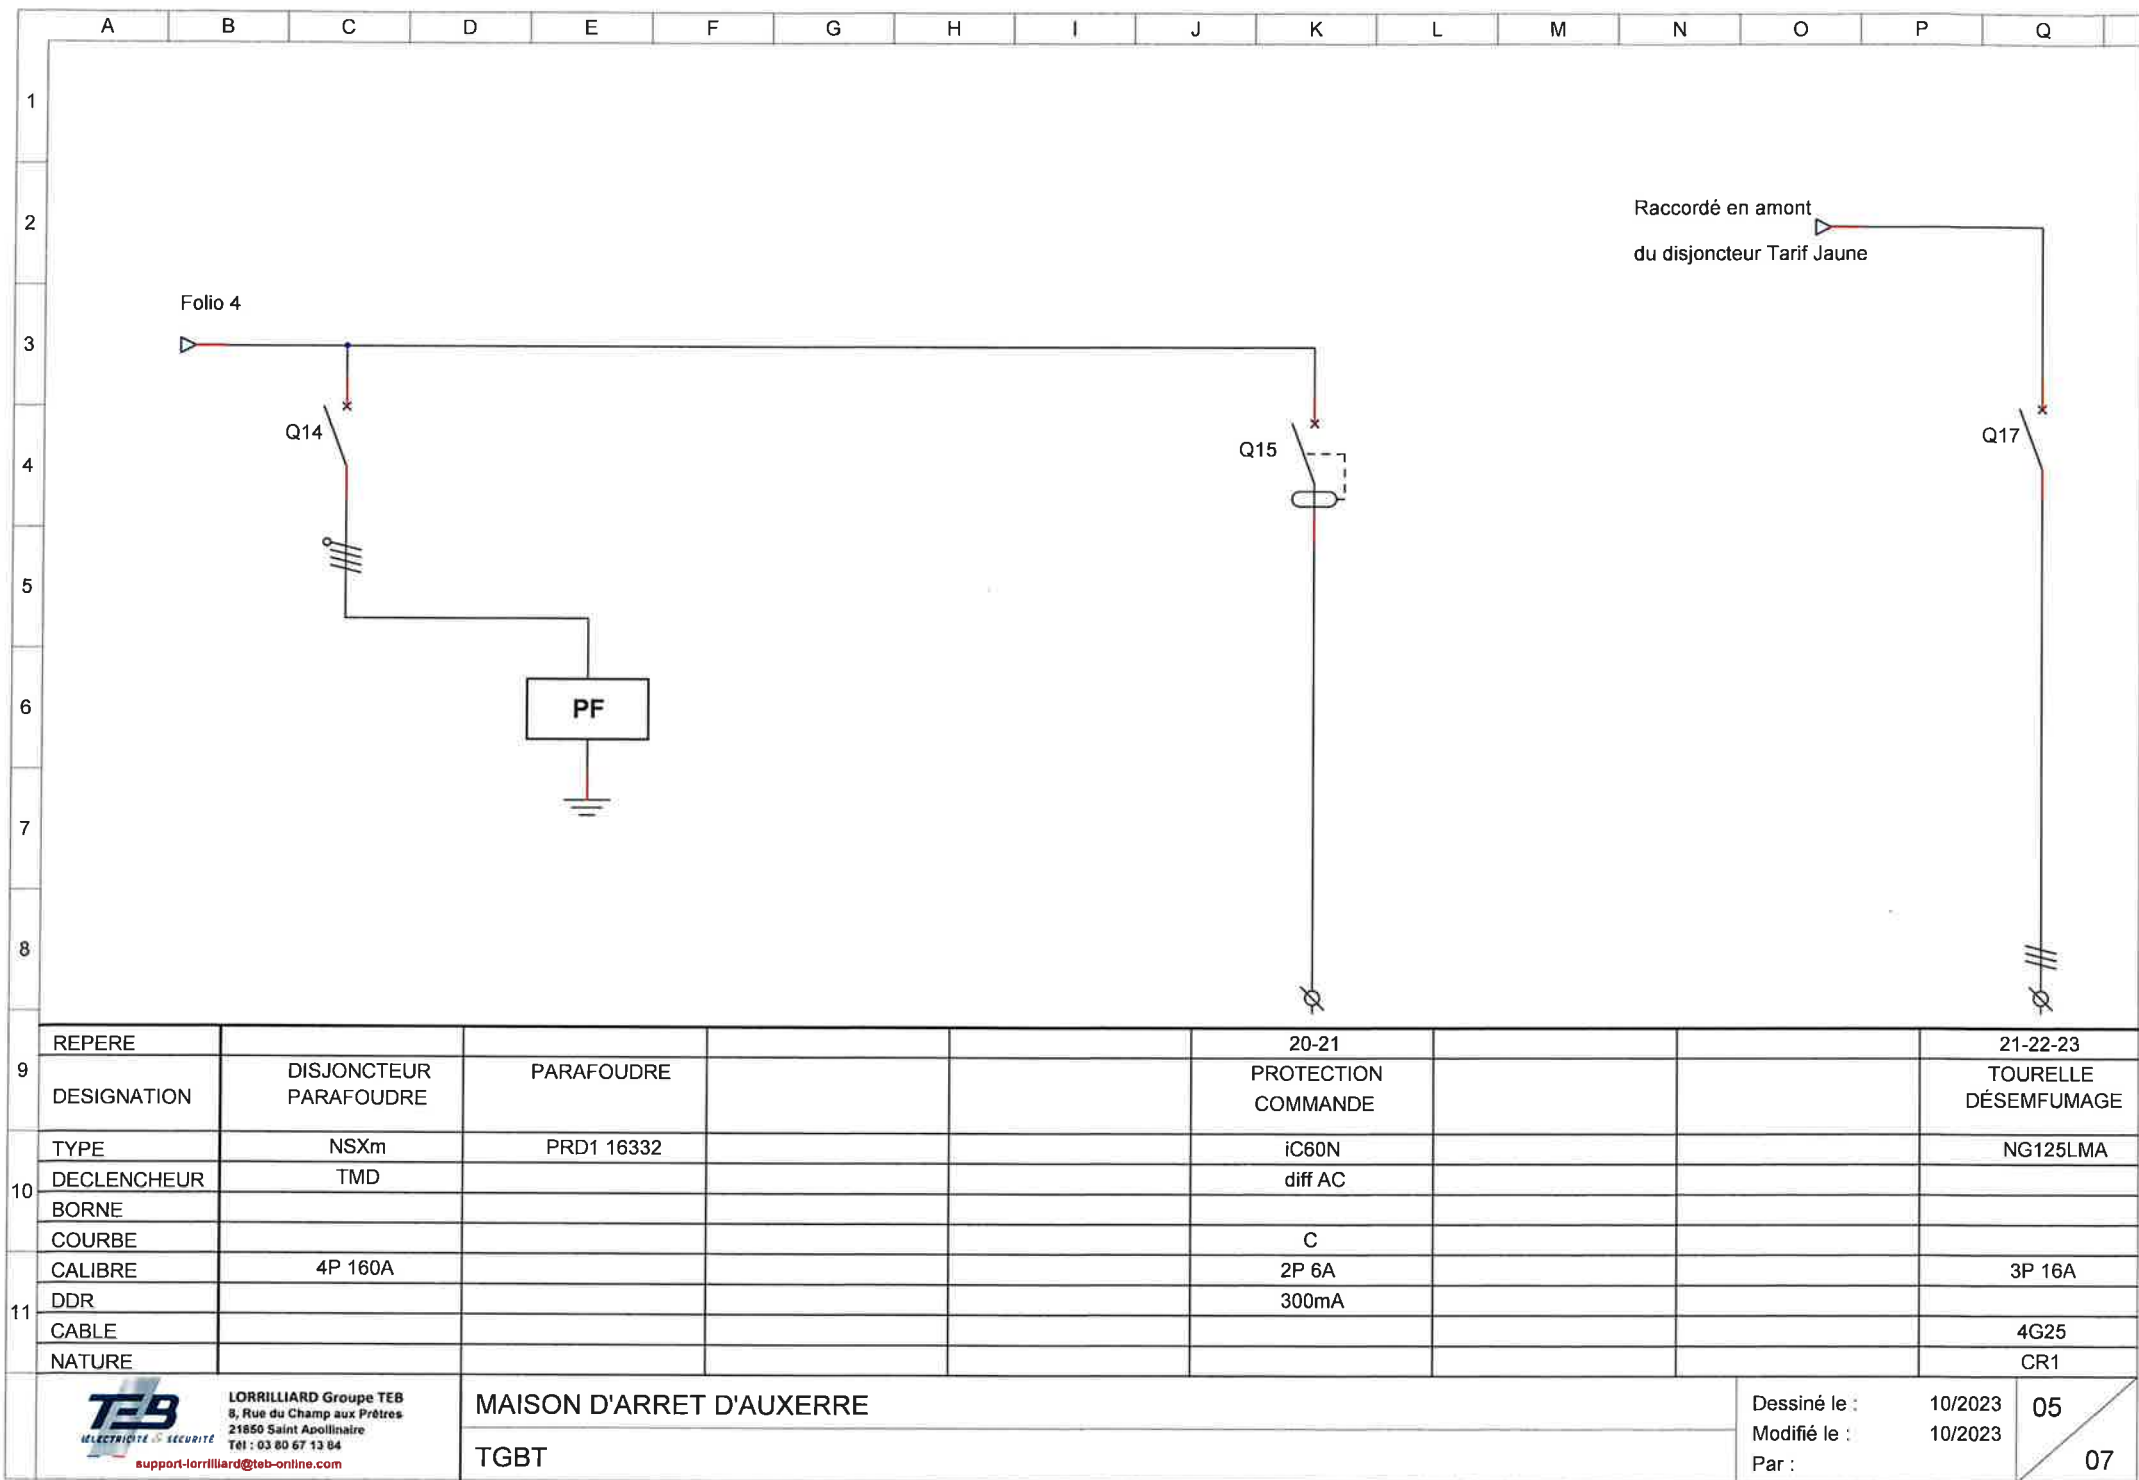 A B C D E F G H I J K L M N O P Q
1
2
3
4
5
6
7
8
9
10
11
Raccordé en amont
du disjoncteur Tarif Jaune
Folio 4
Q14
Q15
Q17
PF
REPERE 20-21 21-22-23
DESIGNATION
DISJONCTEUR
PARAFOUDRE
PARAFOUDRE
PROTECTION
COMMANDE
TOURELLE
DÉSEMFUMAGE
TYPE NSXm PRD1 16332 iC60N NG125LMA
DECLENCHEUR TMD diff AC
BORNE
COURBE C
CALIBRE 4P 160A 2P 6A 3P 16A
DDR 300mA
CABLE 4G25
NATURE CR1
TEB
ÉLECTRICITÉ & SÉCURITÉ
LORRILLIARD Groupe TEB
8, Rue du Champ aux Prêtres
21850 Saint Apollinaire
Tél : 03 80 67 13 84
support-lorrilliard@teb-online.com
MAISON D'ARRET D'AUXERRE
TGBT
Dessiné le : 10/2023
Modifié le : 10/2023
Par :
05
07